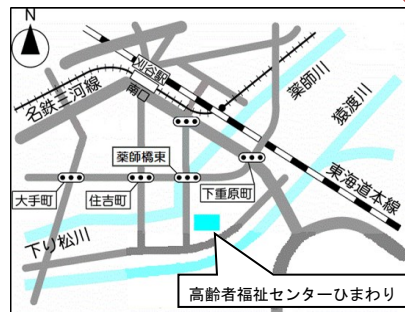 N
刈谷駅
南口
名鉄三河線
薬師川
猿渡川
薬師橋東
大手町
住吉町
下重原町
東海道本線
下り松川
高齢者福祉センターひまわり